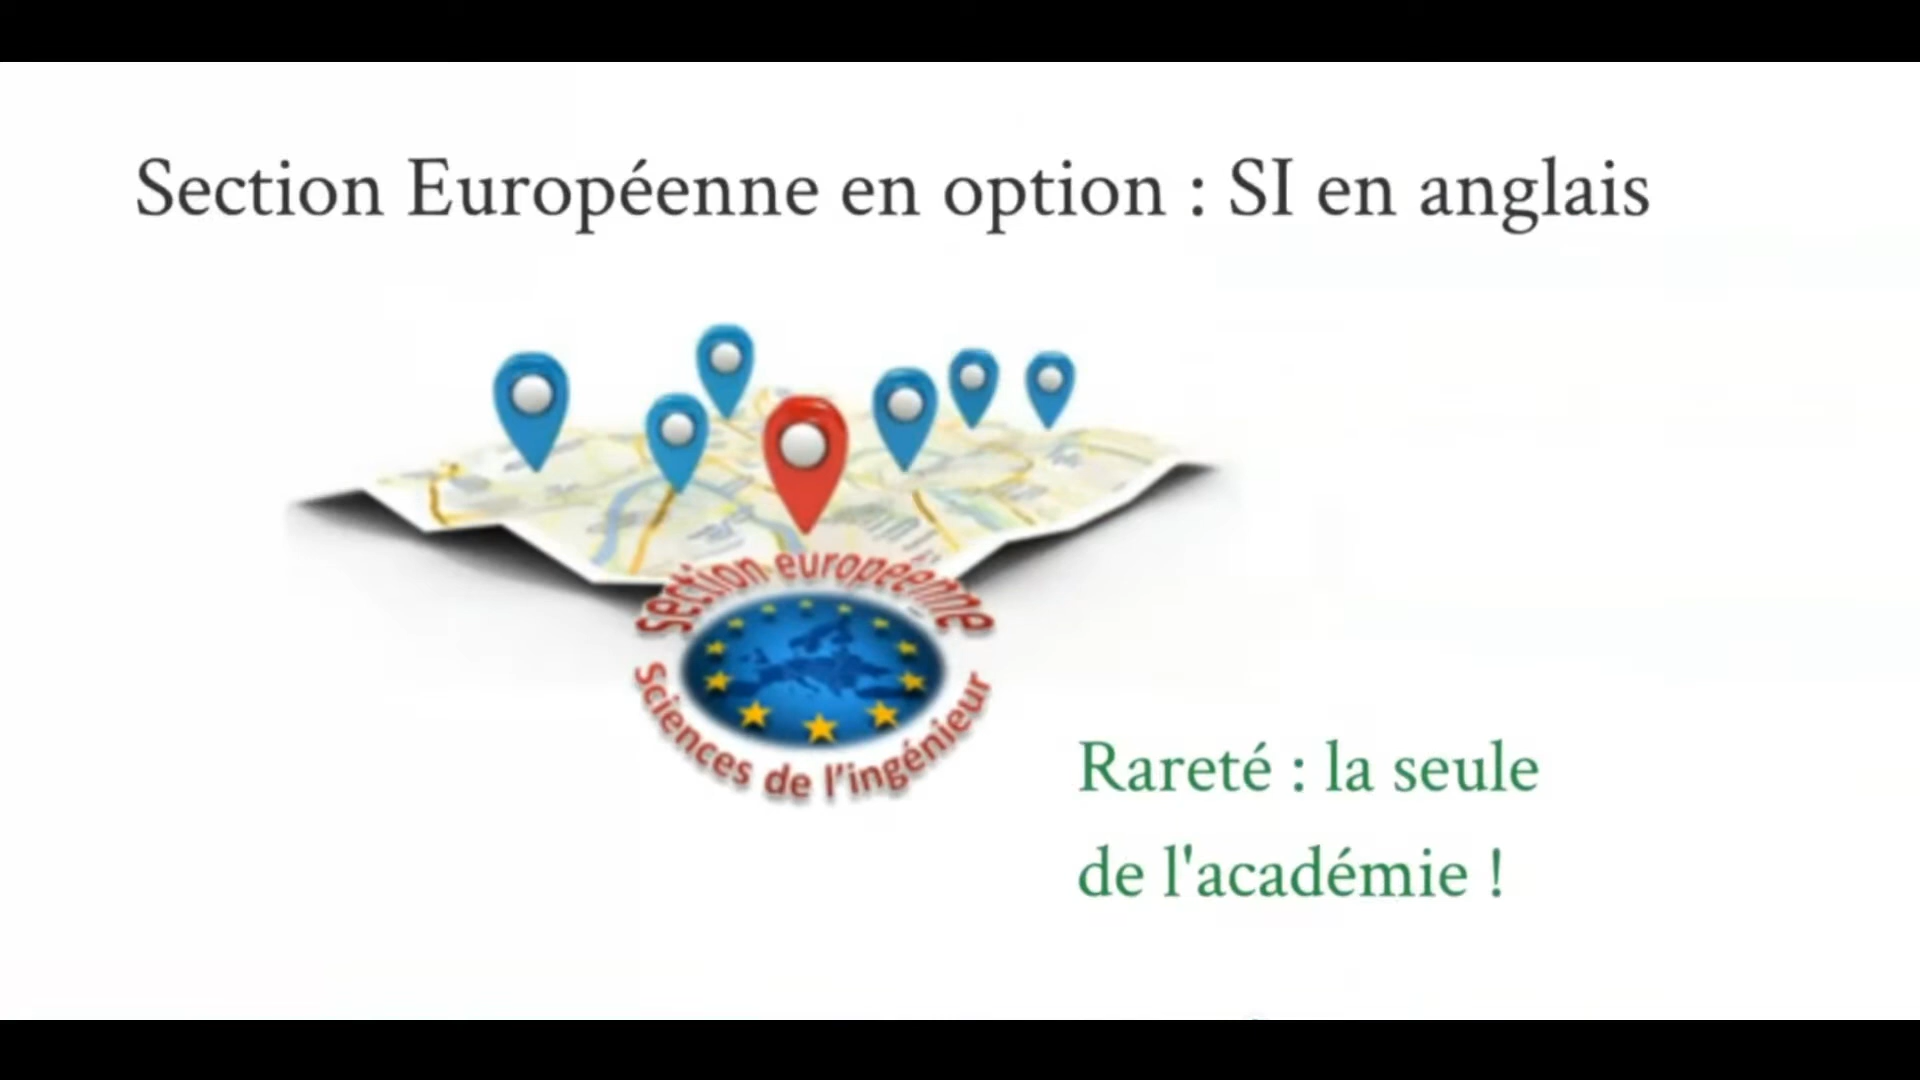 Section Européenne en option : SI en anglais
Section européenne
Sciences de l'ingénieur
Rareté : la seule
de l'académie !